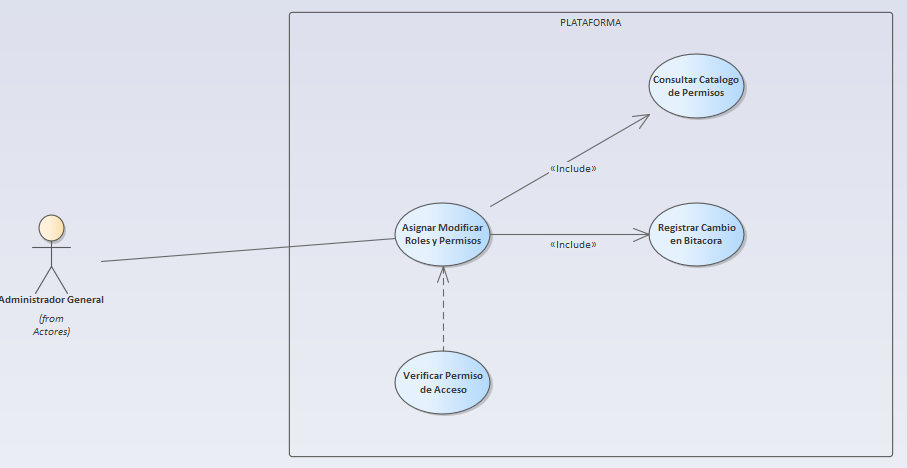 PLATAFORMA
Consultar Catalogo
de Permisos
«Include»
Asignar Modificar
Roles y Permisos
«Include»
Registrar Cambio
en Bitacora
Administrador General
(from
Actores)
Verificar Permiso
de Acceso